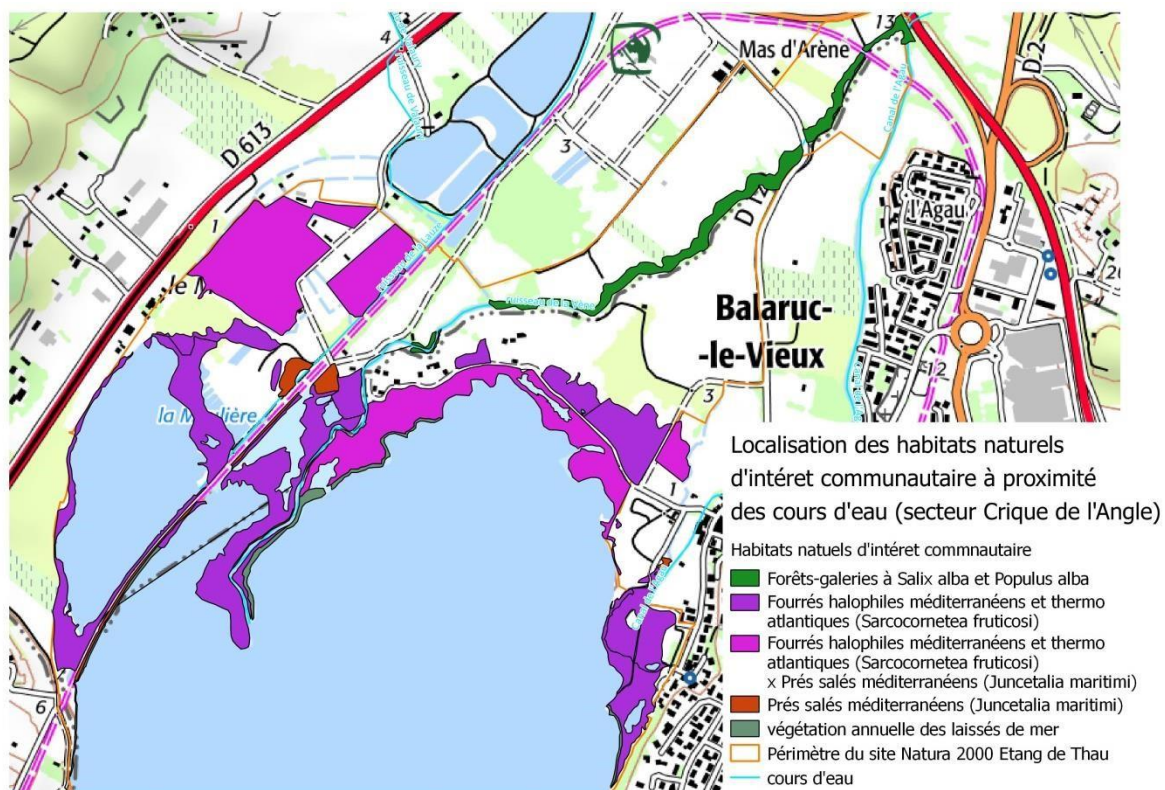 13
Mas d'Arène
D 2
4
D 613
3
Canal de l'Agau
l'Agau
1
ruisseau de la Vène
Balaruc-
-le-Vieux
12
3
1
6
Localisation des habitats naturels
d'intéret communautaire à proximité
des cours d'eau (secteur Crique de l'Angle)
Habitats natuels d'intéret commnautaire
Forêts-galeries à Salix alba et Populus alba
Fourrés halophiles méditerranéens et thermo
atlantiques (Sarcocornetea fruticosi)
Fourrés halophiles méditerranéens et thermo
atlantiques (Sarcocornetea fruticosi)
x Prés salés méditerranéens (Juncetalia maritimi)
Prés salés méditerranéens (Juncetalia maritimi)
végétation annuelle des laissés de mer
Périmètre du site Natura 2000 Etang de Thau
cours d'eau